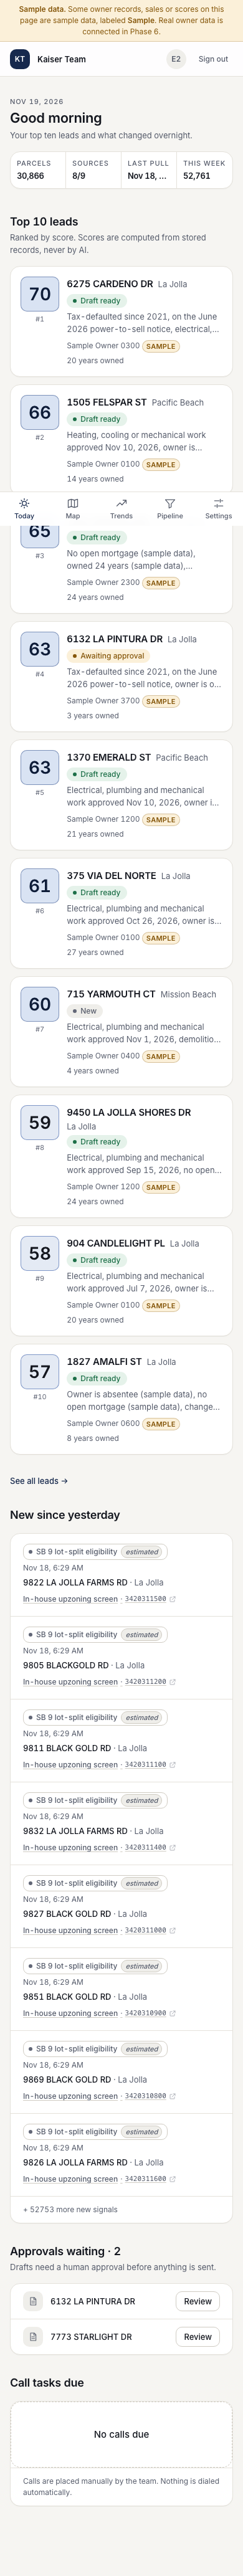 Sample data. Some owner records, sales or scores on this
page are sample data, labeled Sample. Real owner data is
connected in Phase 6.
KT Kaiser Team E2 Sign out
NOV 19, 2026
Good morning
Your top ten leads and what changed overnight.
PARCELS SOURCES LAST PULL THIS WEEK
30,866 8/9 Nov 18, ... 52,761
Top 10 leads
Ranked by score. Scores are computed from stored
records, never by AI.
70 6275 CARDENO DR La Jolla
#1 Draft ready
Tax-defaulted since 2021, on the June
2026 power-to-sell notice, electrical,...
Sample Owner 0300 SAMPLE
20 years owned
66 1505 FELSPAR ST Pacific Beach
#2 Draft ready
Heating, cooling or mechanical work
approved Nov 10, 2026, owner is...
Sample Owner 0100 SAMPLE
14 years owned
Today Map Trends Pipeline Settings
65 Draft ready
#3 No open mortgage (sample data),
owned 24 years (sample data),...
Sample Owner 2300 SAMPLE
24 years owned
63 6132 LA PINTURA DR La Jolla
#4 Awaiting approval
Tax-defaulted since 2021, on the June
2026 power-to-sell notice, owner is o...
Sample Owner 3700 SAMPLE
3 years owned
63 1370 EMERALD ST Pacific Beach
#5 Draft ready
Electrical, plumbing and mechanical
work approved Nov 10, 2026, owner i...
Sample Owner 1200 SAMPLE
21 years owned
61 375 VIA DEL NORTE La Jolla
#6 Draft ready
Electrical, plumbing and mechanical
work approved Oct 26, 2026, owner is...
Sample Owner 0100 SAMPLE
27 years owned
60 715 YARMOUTH CT Mission Beach
#7 New
Electrical, plumbing and mechanical
work approved Nov 1, 2026, demolitio...
Sample Owner 0400 SAMPLE
4 years owned
59 9450 LA JOLLA SHORES DR
#8 La Jolla
Draft ready
Electrical, plumbing and mechanical
work approved Sep 15, 2026, no open...
Sample Owner 1200 SAMPLE
24 years owned
58 904 CANDLELIGHT PL La Jolla
#9 Draft ready
Electrical, plumbing and mechanical
work approved Jul 7, 2026, owner is...
Sample Owner 0100 SAMPLE
20 years owned
57 1827 AMALFI ST La Jolla
#10 Draft ready
Owner is absentee (sample data), no
open mortgage (sample data), change...
Sample Owner 0600 SAMPLE
8 years owned
See all leads →
New since yesterday
SB 9 lot-split eligibility estimated
Nov 18, 6:29 AM
9822 LA JOLLA FARMS RD · La Jolla
In-house upzoning screen · 3420311500
SB 9 lot-split eligibility estimated
Nov 18, 6:29 AM
9805 BLACKGOLD RD · La Jolla
In-house upzoning screen · 3420311200
SB 9 lot-split eligibility estimated
Nov 18, 6:29 AM
9811 BLACK GOLD RD · La Jolla
In-house upzoning screen · 3420311100
SB 9 lot-split eligibility estimated
Nov 18, 6:29 AM
9832 LA JOLLA FARMS RD · La Jolla
In-house upzoning screen · 3420311400
SB 9 lot-split eligibility estimated
Nov 18, 6:29 AM
9827 BLACK GOLD RD · La Jolla
In-house upzoning screen · 3420311000
SB 9 lot-split eligibility estimated
Nov 18, 6:29 AM
9851 BLACK GOLD RD · La Jolla
In-house upzoning screen · 3420310900
SB 9 lot-split eligibility estimated
Nov 18, 6:29 AM
9869 BLACK GOLD RD · La Jolla
In-house upzoning screen · 3420310800
SB 9 lot-split eligibility estimated
Nov 18, 6:29 AM
9826 LA JOLLA FARMS RD · La Jolla
In-house upzoning screen · 3420311600
+ 52753 more new signals
Approvals waiting · 2
Drafts need a human approval before anything is sent.
6132 LA PINTURA DR Review
7773 STARLIGHT DR Review
Call tasks due
No calls due
Calls are placed manually by the team. Nothing is dialed
automatically.